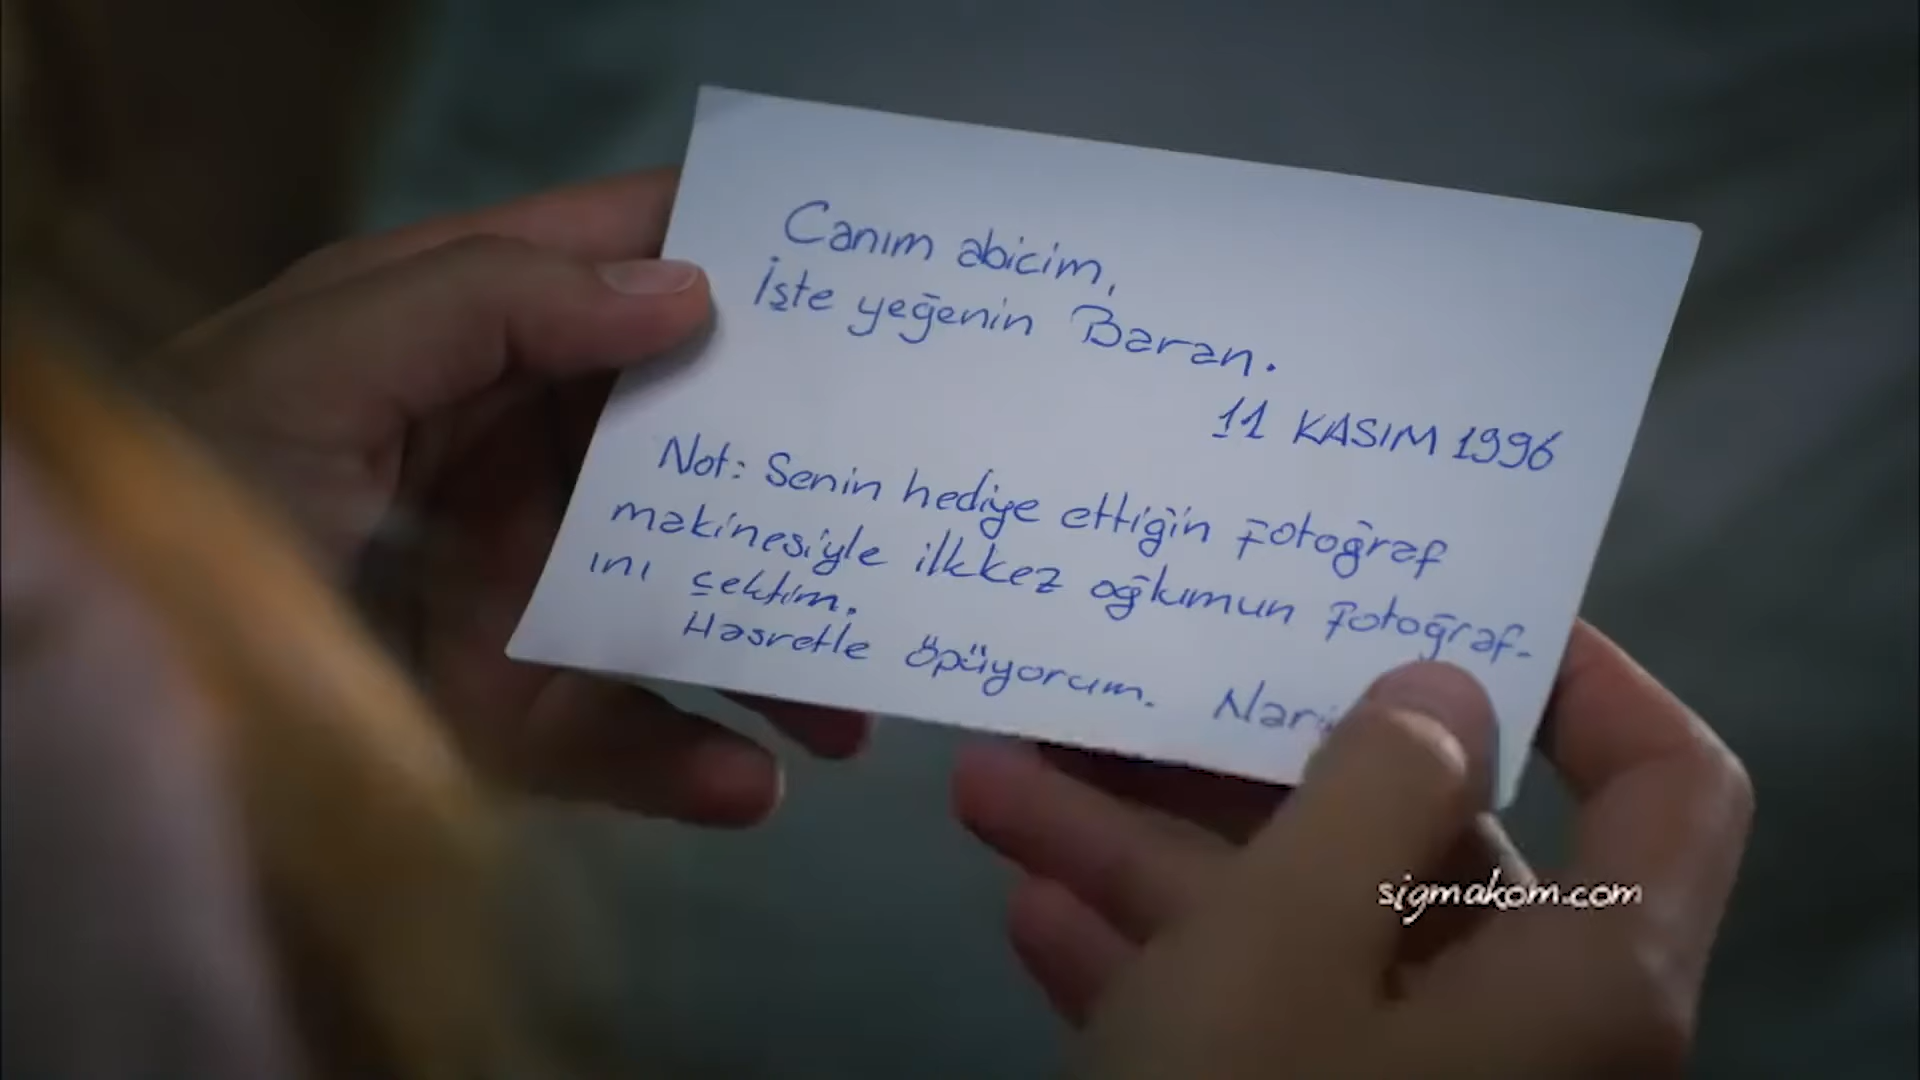 Canım abicim,
İşte yeğenin Baran.
11 KASIM 1996
Not: Senin hediye ettiğin fotoğraf
makinesiyle ilkkez oğlumun fotoğraf-
ını çektim.
Hasretle öpüyorum.
sigmakom.com